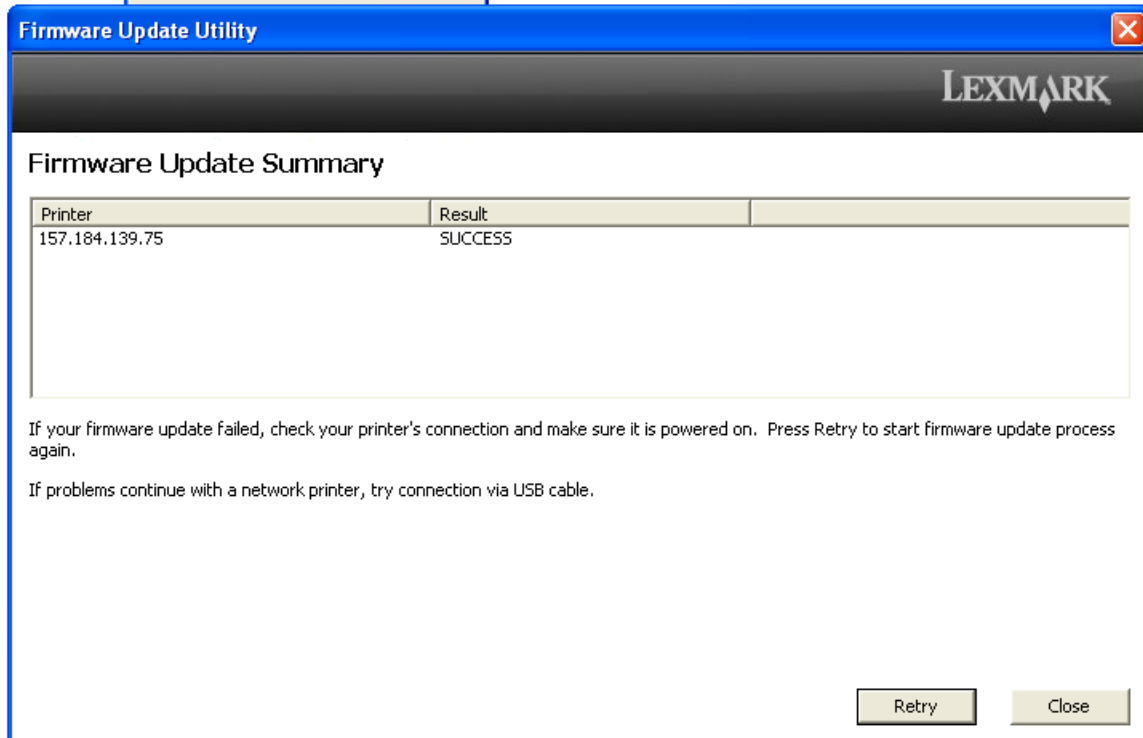 Firmware Update Utility
LEXMARK
Firmware Update Summary
Printer Result
157.184.139.75 SUCCESS
If your firmware update failed, check your printer's connection and make sure it is powered on.  Press Retry to start firmware update process
again.
If problems continue with a network printer, try connection via USB cable.
Retry Close